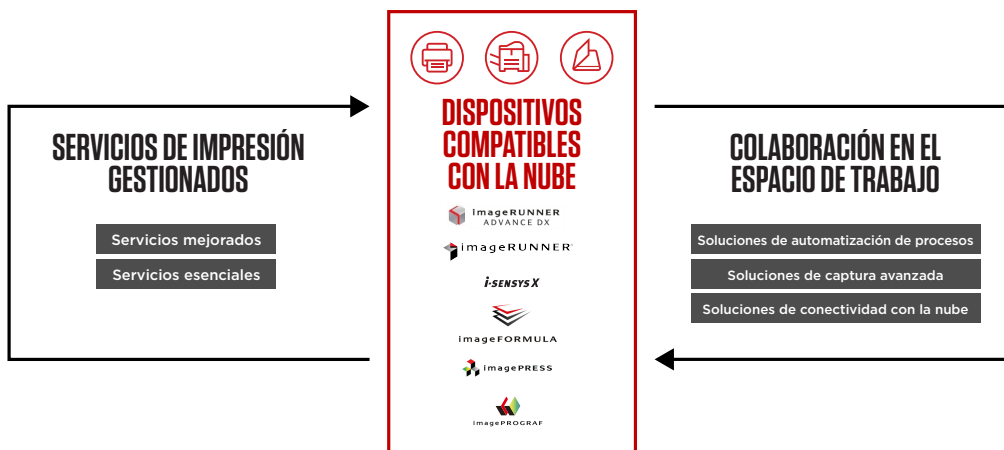 SERVICIOS DE IMPRESIÓN
GESTIONADOS
Servicios mejorados
Servicios esenciales
DISPOSITIVOS
COMPATIBLES
CON LA NUBE
imageRUNNER
ADVANCE DX
imageRUNNER
i-SENSYS X
imageFORMULA
imagePRESS
imagePROGRAF
COLABORACIÓN EN EL
ESPACIO DE TRABAJO
Soluciones de automatización de procesos
Soluciones de captura avanzada
Soluciones de conectividad con la nube